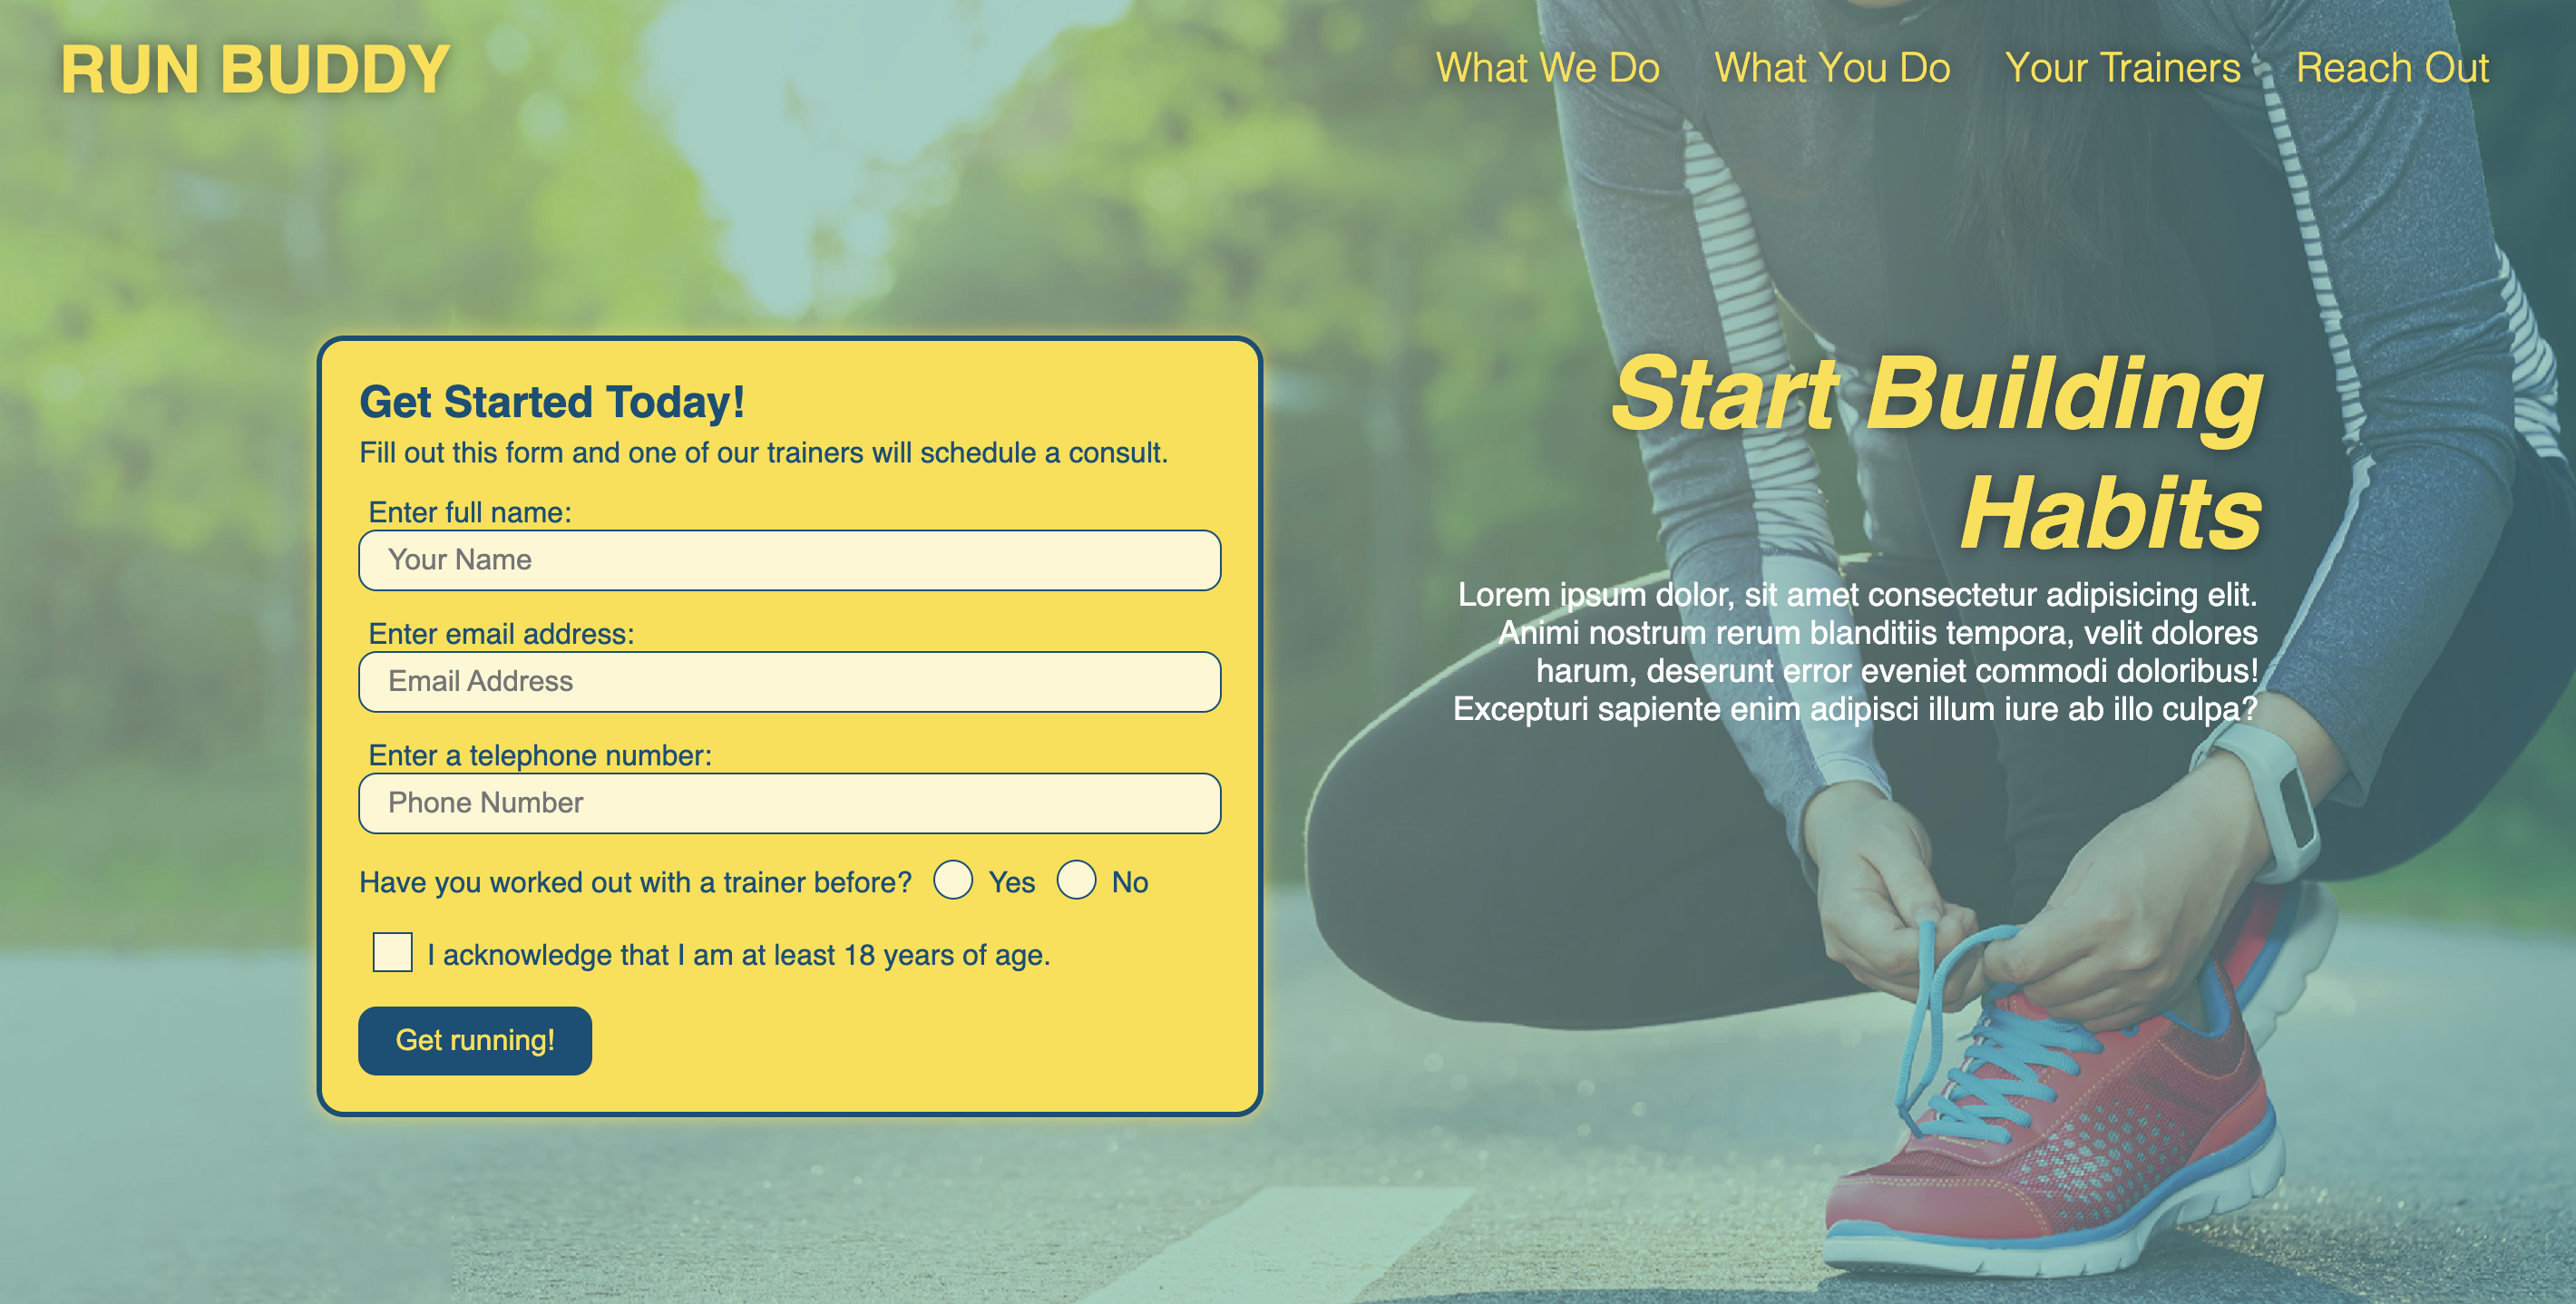 RUN BUDDY
What We Do
What You Do
Your Trainers
Reach Out
Get Started Today!
Fill out this form and one of our trainers will schedule a consult.
Enter full name:
Your Name
Enter email address:
Email Address
Enter a telephone number:
Phone Number
Have you worked out with a trainer before? Yes No
I acknowledge that I am at least 18 years of age.
Get running!
Start Building
Habits
Lorem ipsum dolor, sit amet consectetur adipisicing elit.
Animi nostrum rerum blanditiis tempora, velit dolores
harum, deserunt error eveniet commodi doloribus!
Excepturi sapiente enim adipisci illum iure ab illo culpa?